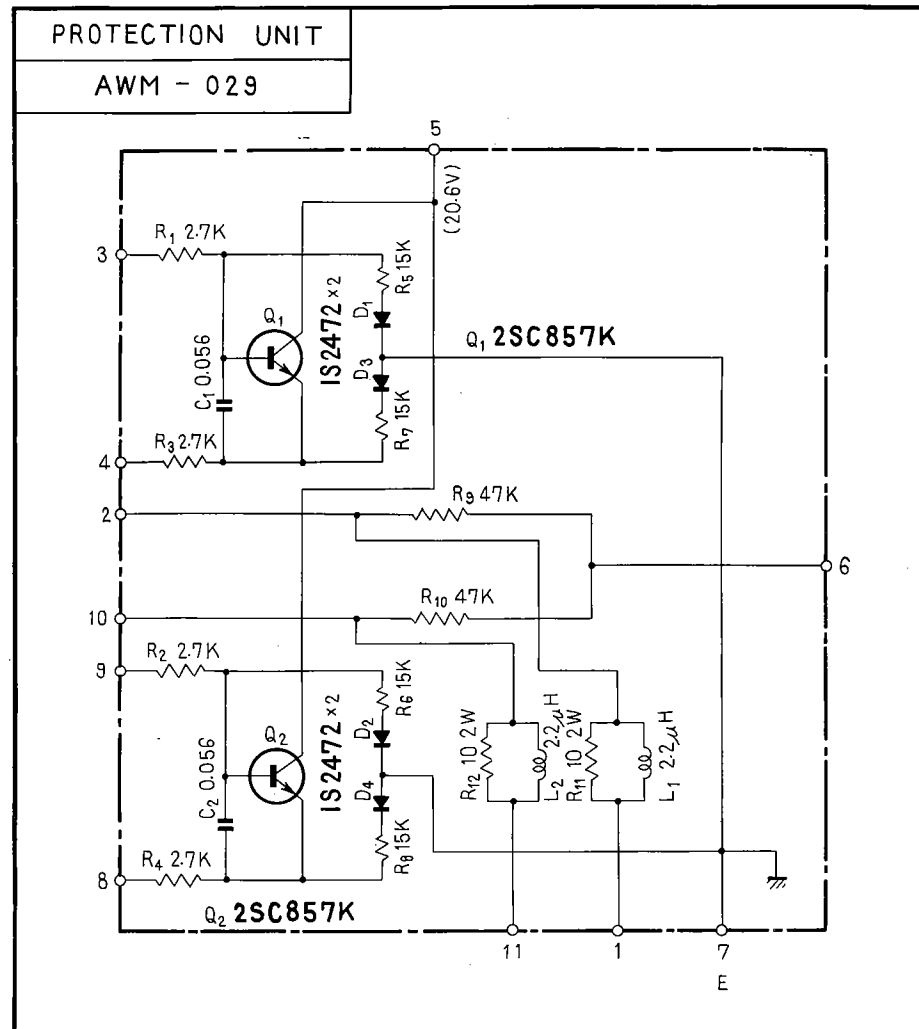 PROTECTION UNIT
AWM - 029
5
(20.6V)
3
R1 2.7K
R5 15K
D1
Q1
1S2472 ×2
Q1 2SC857K
D3
C1 0.056
R7 15K
R3 2.7K
4
2
R9 47K
6
10
R10 47K
9
R2 2.7K
R6 15K
D2
Q2
1S2472 ×2
D4
C2 0.056
R8 15K
R12 10 2W
L2 2.2μH
R11 10 2W
L1 2.2μH
R4 2.7K
8
Q2 2SC857K
11
1
7
E